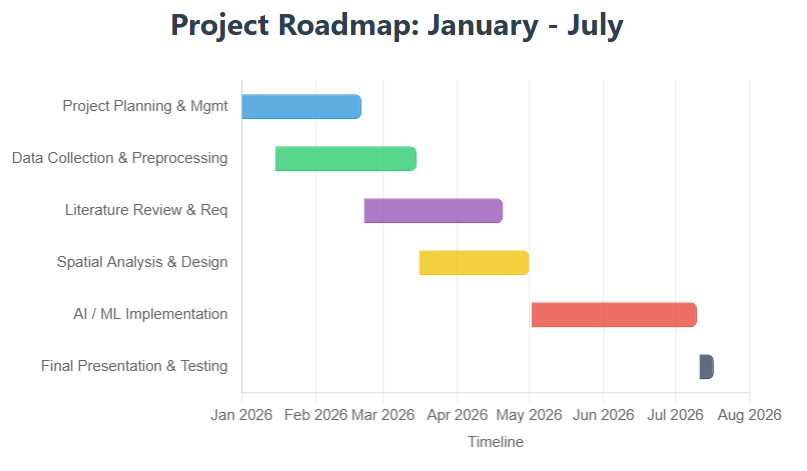 Project Roadmap: January - July
Project Planning & Mgmt
Data Collection & Preprocessing
Literature Review & Req
Spatial Analysis & Design
AI / ML Implementation
Final Presentation & Testing
Jan 2026 Feb 2026 Mar 2026 Apr 2026 May 2026 Jun 2026 Jul 2026 Aug 2026
Timeline